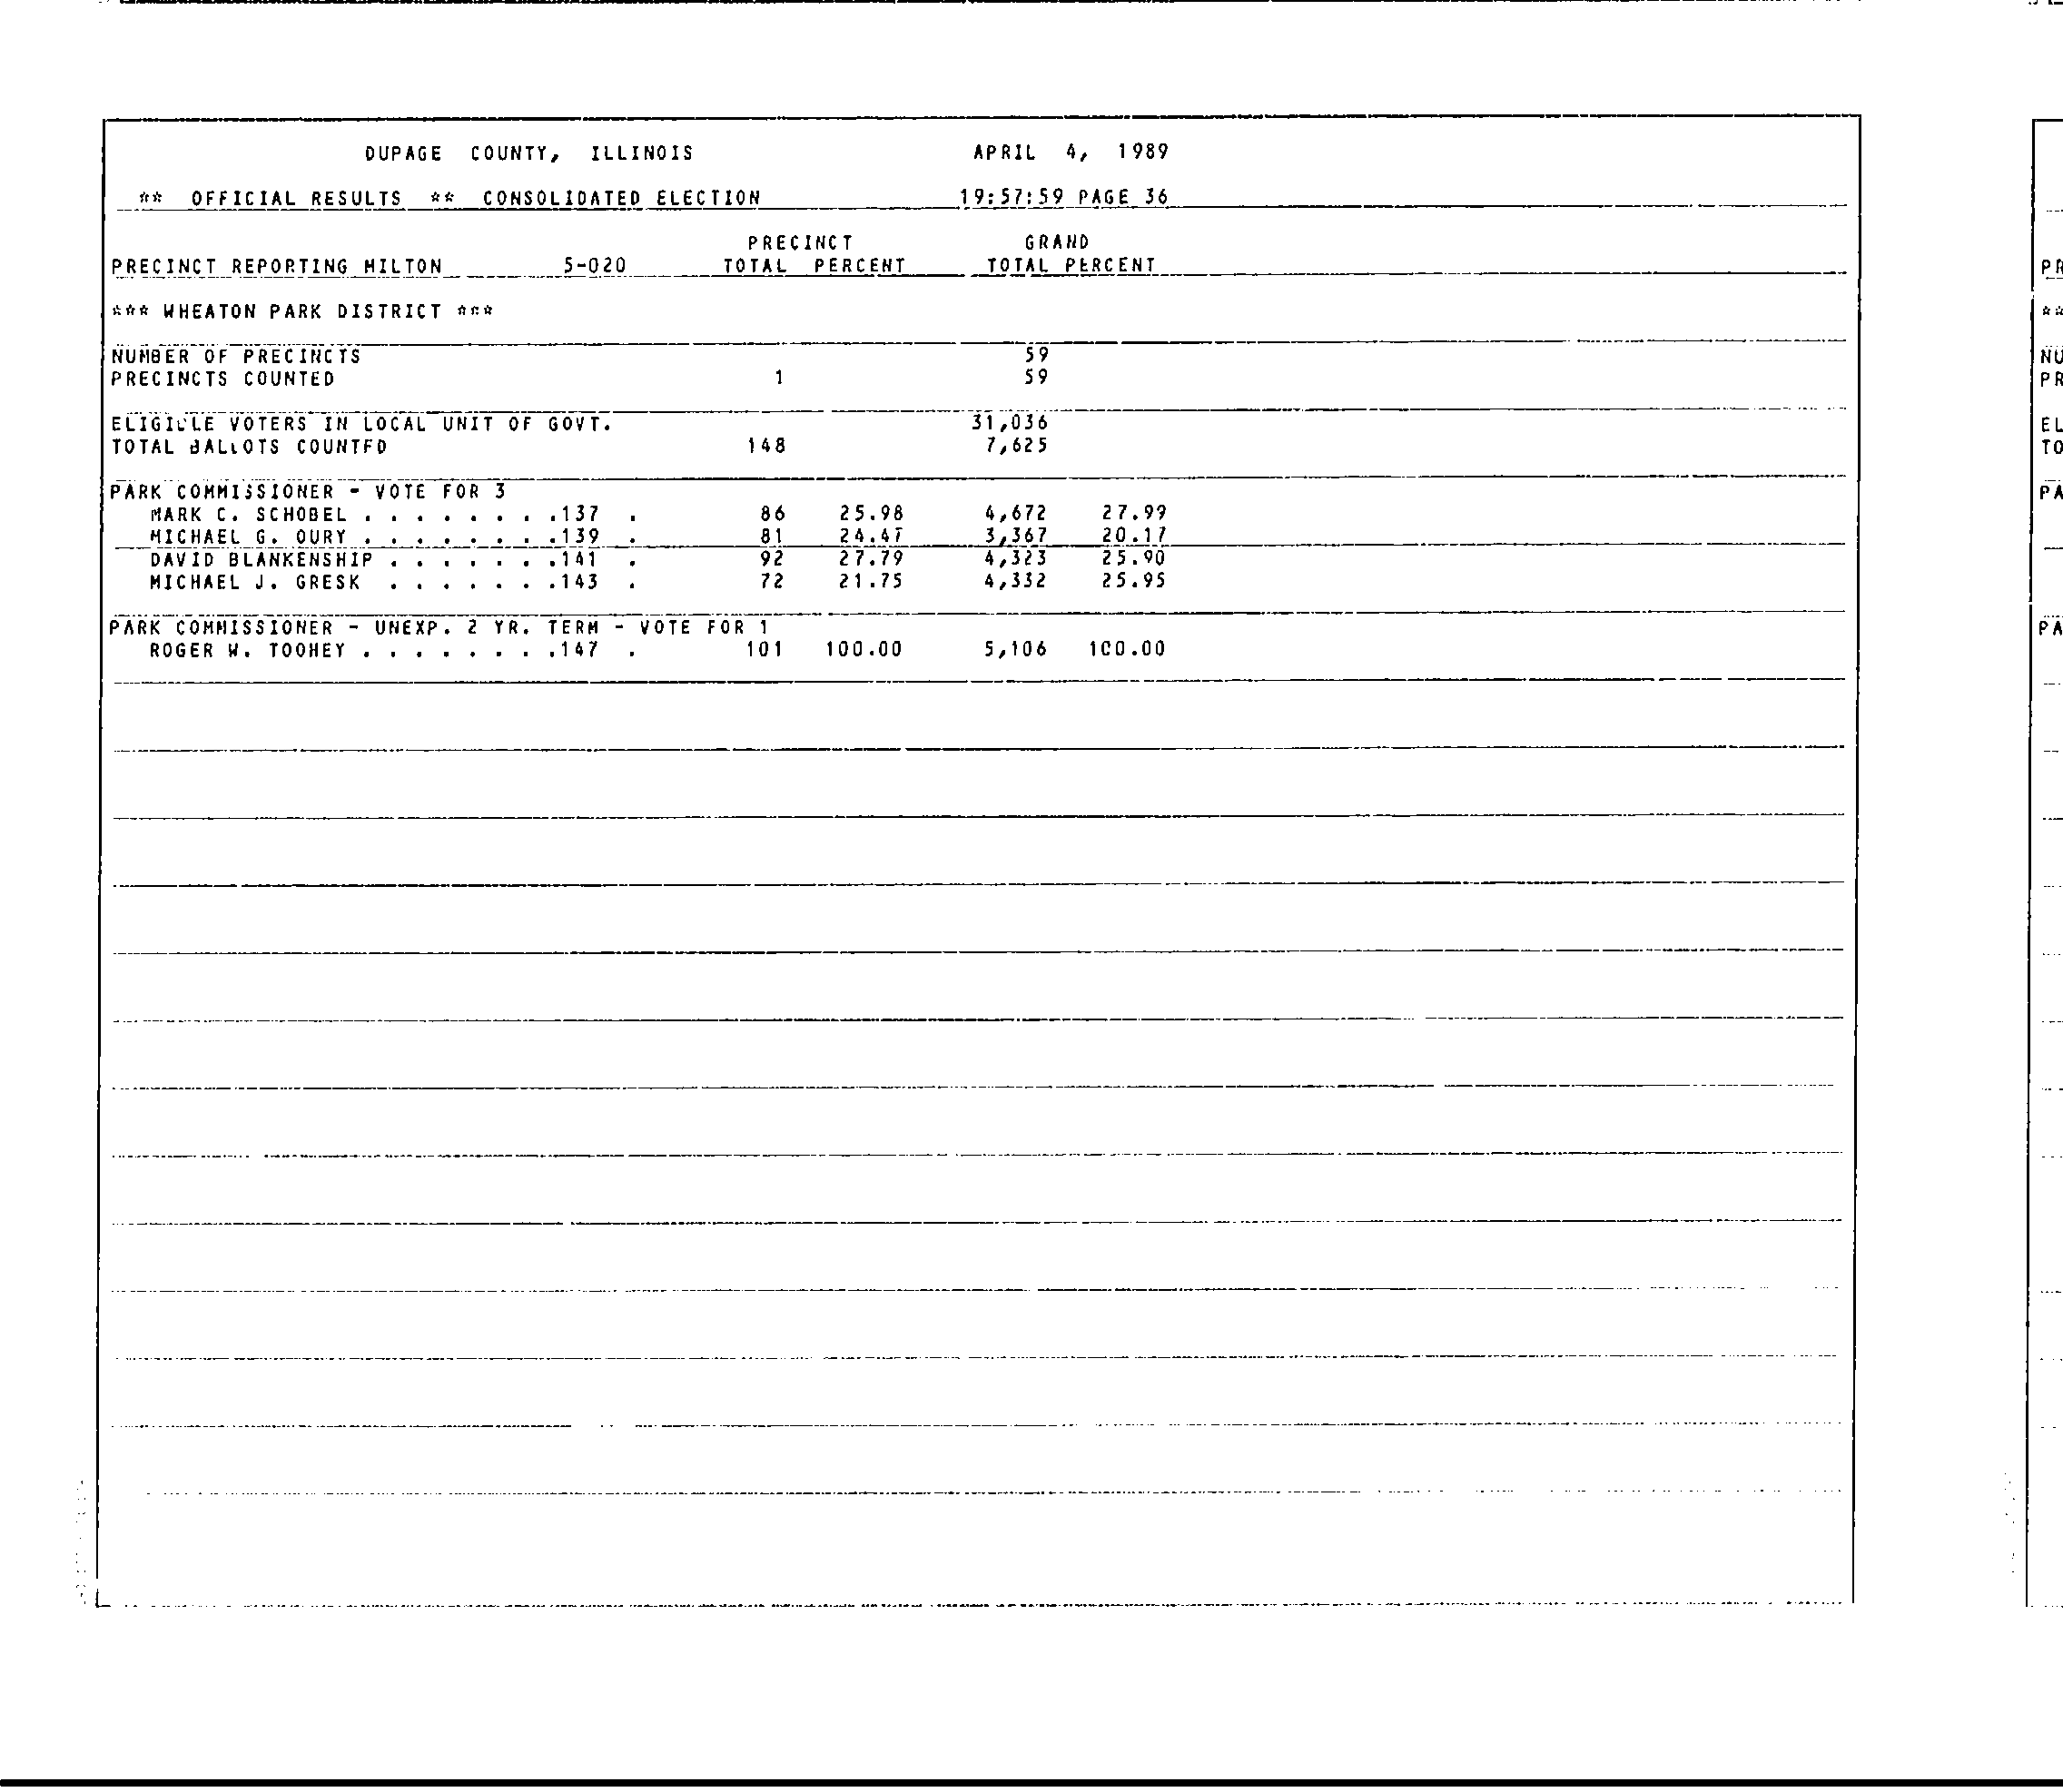 DUPAGE COUNTY, ILLINOIS APRIL 4, 1989
** OFFICIAL RESULTS ** CONSOLIDATED ELECTION 19:57:59 PAGE 36
PRECINCT GRAND
PRECINCT REPORTING MILTON 5-020 TOTAL PERCENT TOTAL PERCENT
*** WHEATON PARK DISTRICT ***
NUMBER OF PRECINCTS 59
PRECINCTS COUNTED 1 59
ELIGIBLE VOTERS IN LOCAL UNIT OF GOVT. 31,036
TOTAL BALLOTS COUNTED 148 7,625
PARK COMMISSIONER - VOTE FOR 3
MARK C. SCHOBEL . . . . . . . .137 . 86 25.98 4,672 27.99
MICHAEL G. OURY . . . . . . . .139 . 81 24.47 3,367 20.17
DAVID BLANKENSHIP . . . . . . .141 . 92 27.79 4,323 25.90
MICHAEL J. GRESK . . . . . . .143 . 72 21.75 4,332 25.95
PARK COMMISSIONER - UNEXP. 2 YR. TERM - VOTE FOR 1
ROGER W. TOOHEY . . . . . . . .147 . 101 100.00 5,106 100.00
PR
**
NU
PR
EL
TO
PA
PA